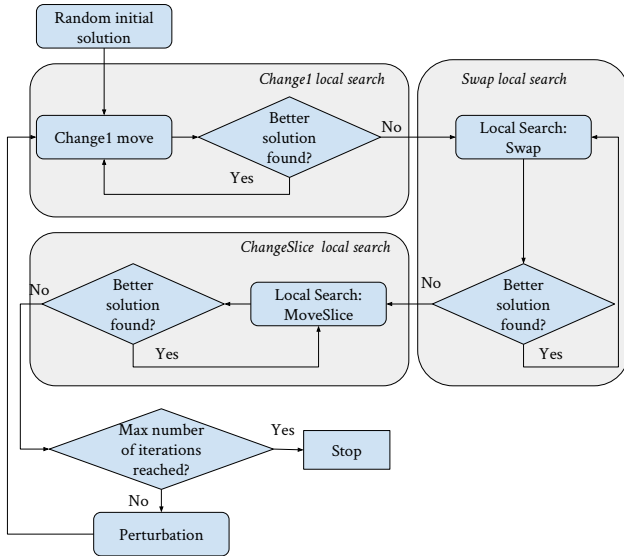 Random initial
solution
Change1 local search
Change1 move
Better
solution
found?
Yes
No
Swap local search
Local Search:
Swap
Better
solution
found?
Yes
No
ChangeSlice local search
Local Search:
MoveSlice
Better
solution
found?
Yes
No
Max number
of iterations
reached?
Yes
Stop
No
Perturbation